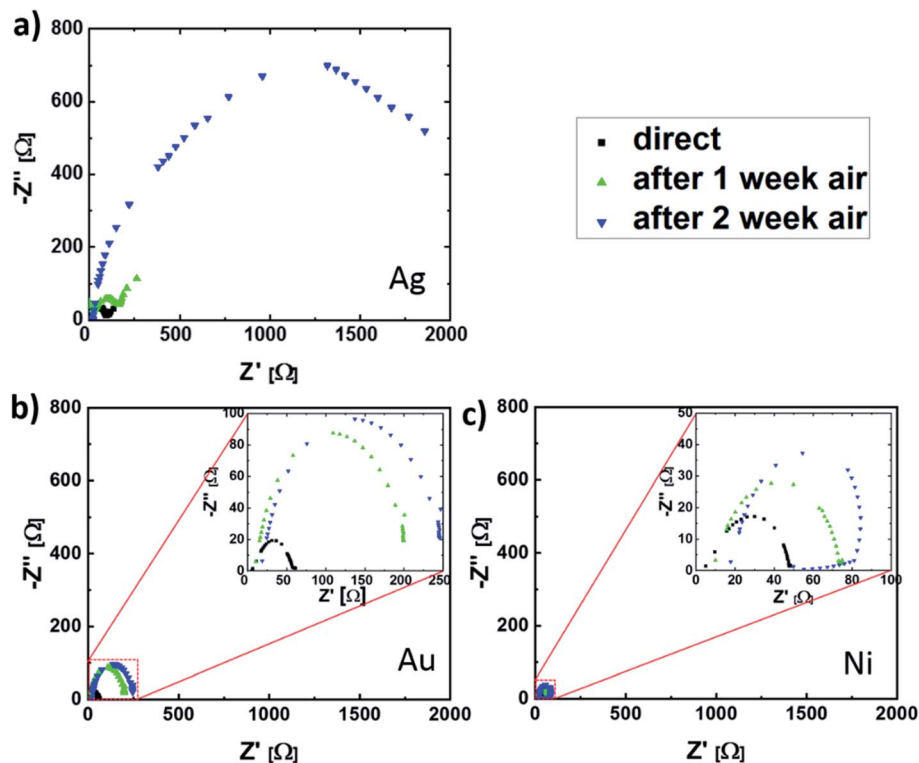 a)
800
600
400
200
0
-Z'' [Ω]
0 500 1000 1500 2000
Z' [Ω]
Ag
direct
after 1 week air
after 2 week air
b)
800
600
400
200
0
-Z'' [Ω]
0 500 1000 1500 2000
Z' [Ω]
Au
100
80
60
40
20
0
-Z'' [Ω]
0 50 100 150 200 250
Z' [Ω]
c)
800
600
400
200
0
-Z'' [Ω]
0 500 1000 1500 2000
Z' [Ω]
Ni
50
40
30
20
10
0
-Z'' [Ω]
0 20 40 60 80 100
Z' [Ω]